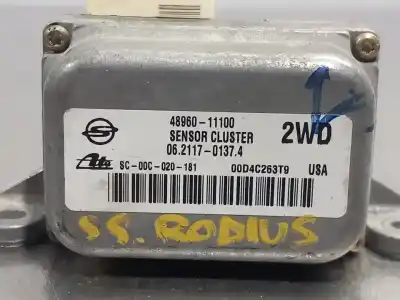 48960-11100
SENSOR CLUSTER
2WD
06.2117-0137.4
Ate
SC-00C-020-181
00D4C263T9
USA
SS. RODIUS